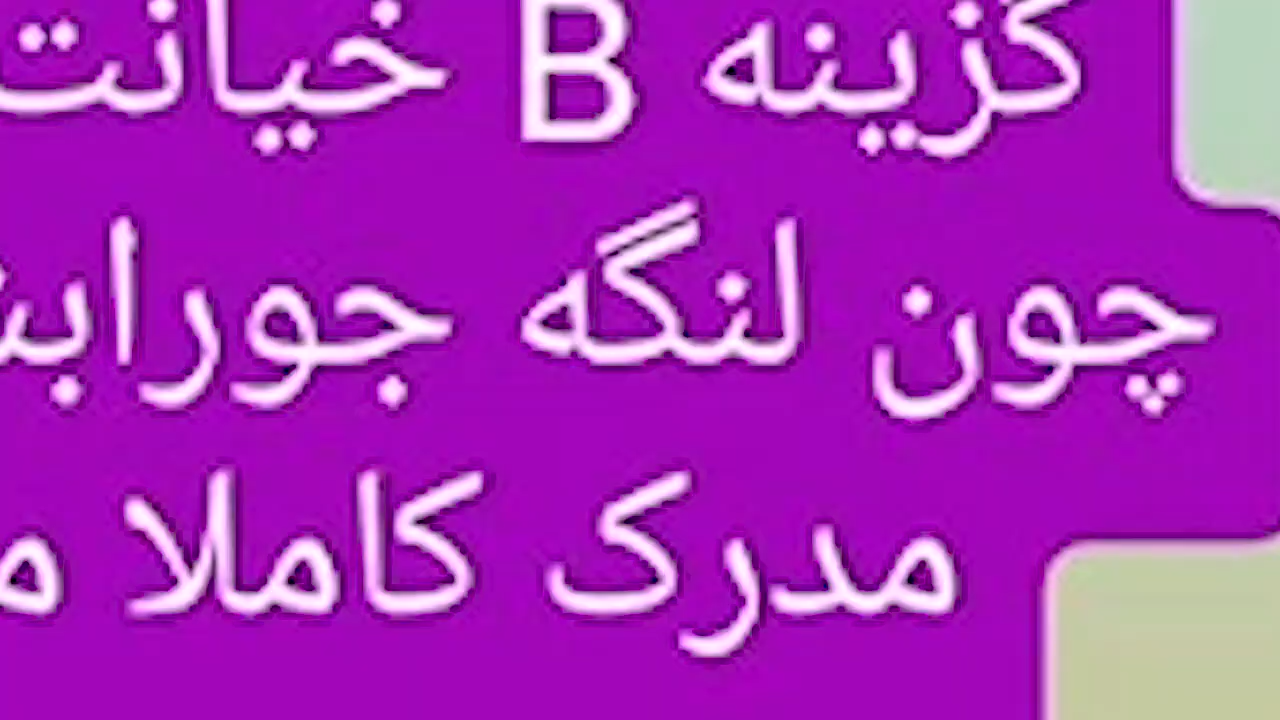 گزینه B خیانت
چون لنگه جوراب
مدرک کاملا